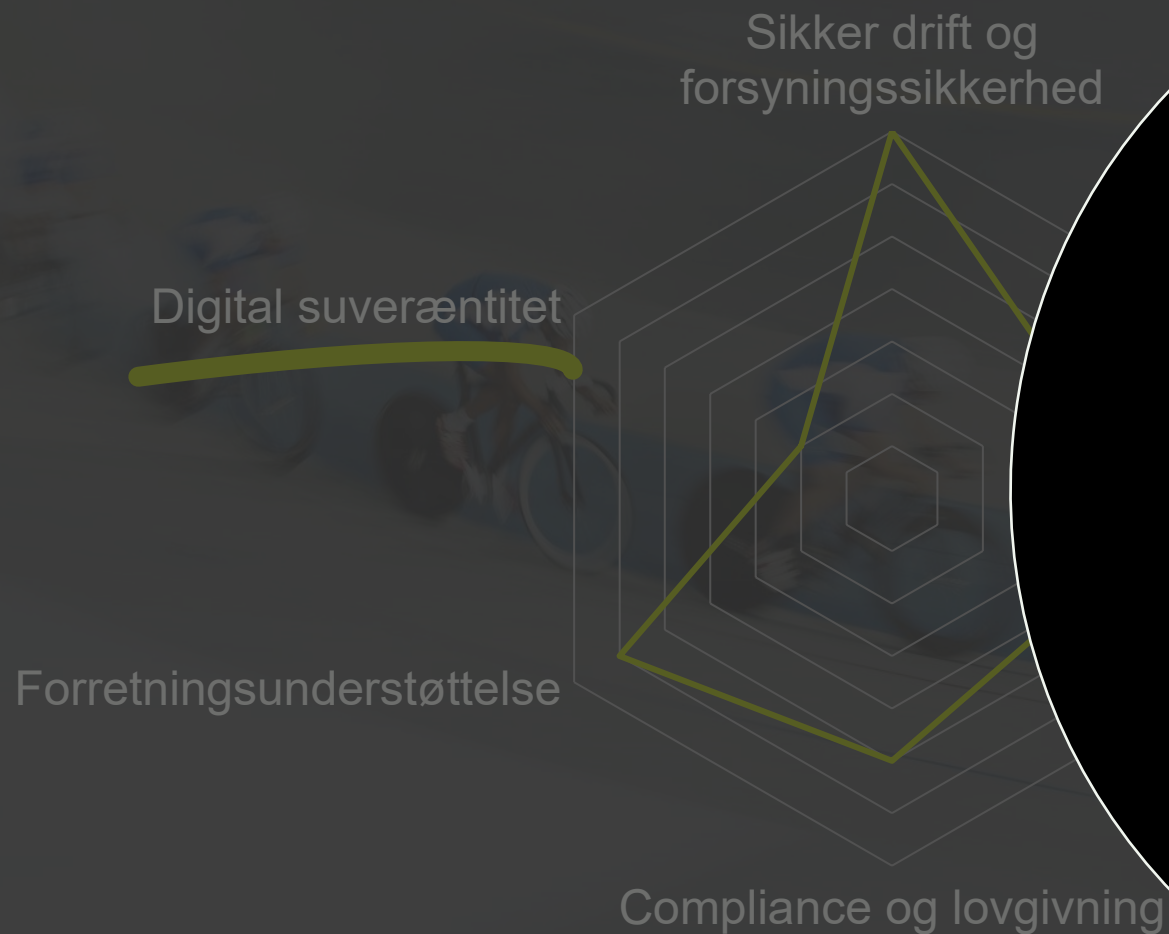 Sikker drift og
forsyningssikkerhed
Digital suveræntitet
Forretningsunderstøttelse
Compliance og lovgivning